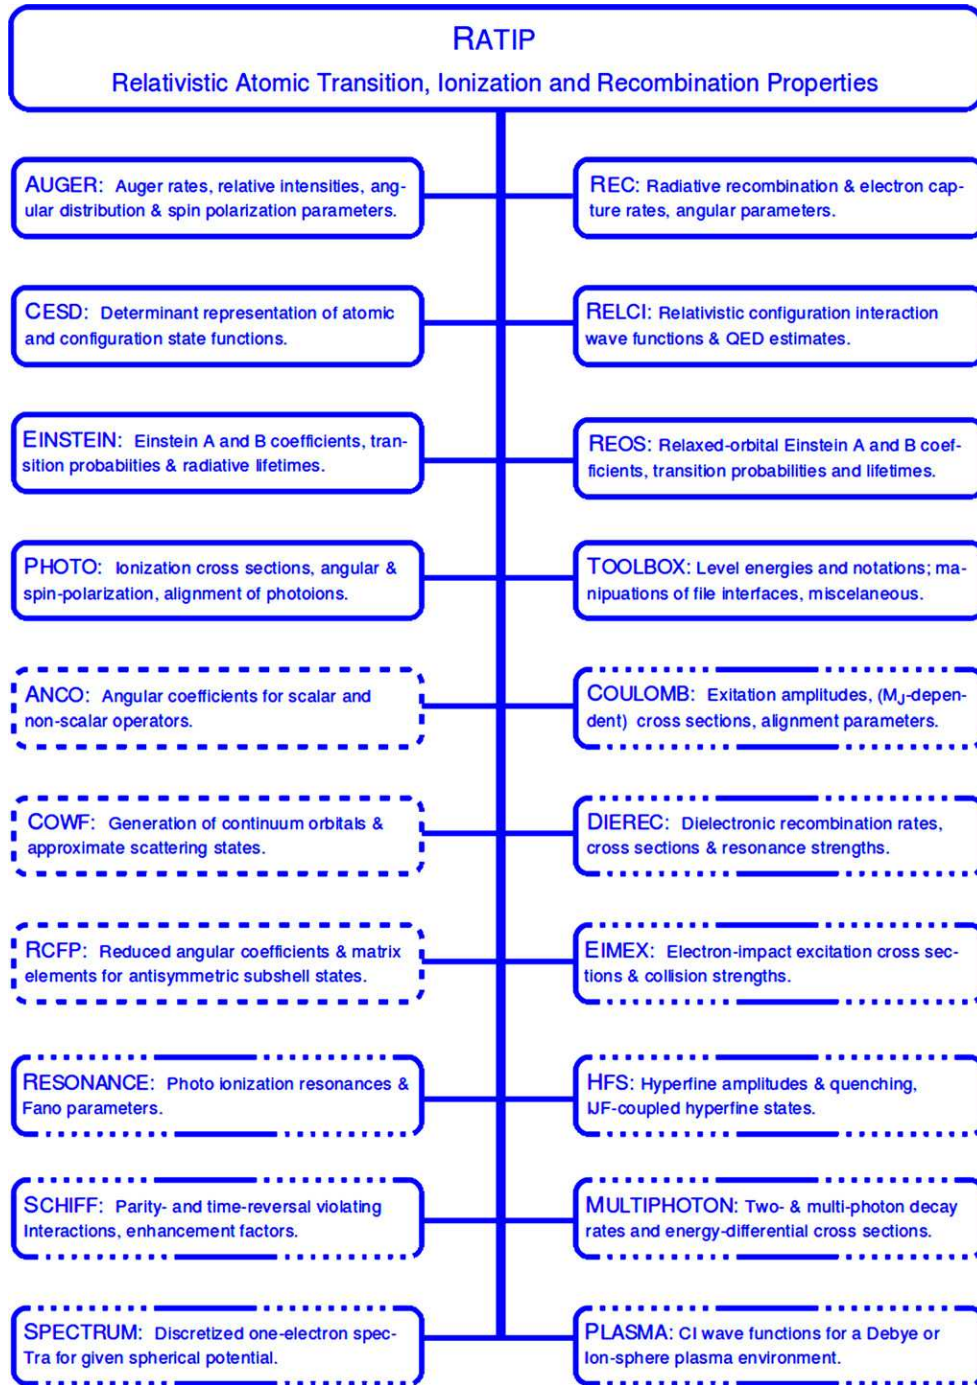 RATIP
Relativistic Atomic Transition, Ionization and Recombination Properties
AUGER: Auger rates, relative intensities, ang-
ular distribution & spin polarization parameters.
REC: Radiative recombination & electron cap-
ture rates, angular parameters.
CESD: Determinant representation of atomic
and configuration state functions.
RELCI: Relativistic configuration interaction
wave functions & QED estimates.
EINSTEIN: Einstein A and B coefficients, tran-
sition probabiities & radiative lifetimes.
REOS: Relaxed-orbital Einstein A and B coef-
ficients, transition probabilities and lifetimes.
PHOTO: Ionization cross sections, angular &
spin-polarization, alignment of photoions.
TOOLBOX: Level energies and notations; ma-
nipuations of file interfaces, miscelaneous.
ANCO: Angular coefficients for scalar and
non-scalar operators.
COULOMB: Exitation amplitudes, (MJ-depen-
dent) cross sections, alignment parameters.
COWF: Generation of continuum orbitals &
approximate scattering states.
DIEREC: Dielectronic recombination rates,
cross sections & resonance strengths.
RCFP: Reduced angular coefficients & matrix
elements for antisymmetric subshell states.
EIMEX: Electron-impact excitation cross sec-
tions & collision strengths.
RESONANCE: Photo ionization resonances &
Fano parameters.
HFS: Hyperfine amplitudes & quenching,
IJF-coupled hyperfine states.
SCHIFF: Parity- and time-reversal violating
Interactions, enhancement factors.
MULTIPHOTON: Two- & multi-photon decay
rates and energy-differential cross sections.
SPECTRUM: Discretized one-electron spec-
Tra for given spherical potential.
PLASMA: CI wave functions for a Debye or
Ion-sphere plasma environment.